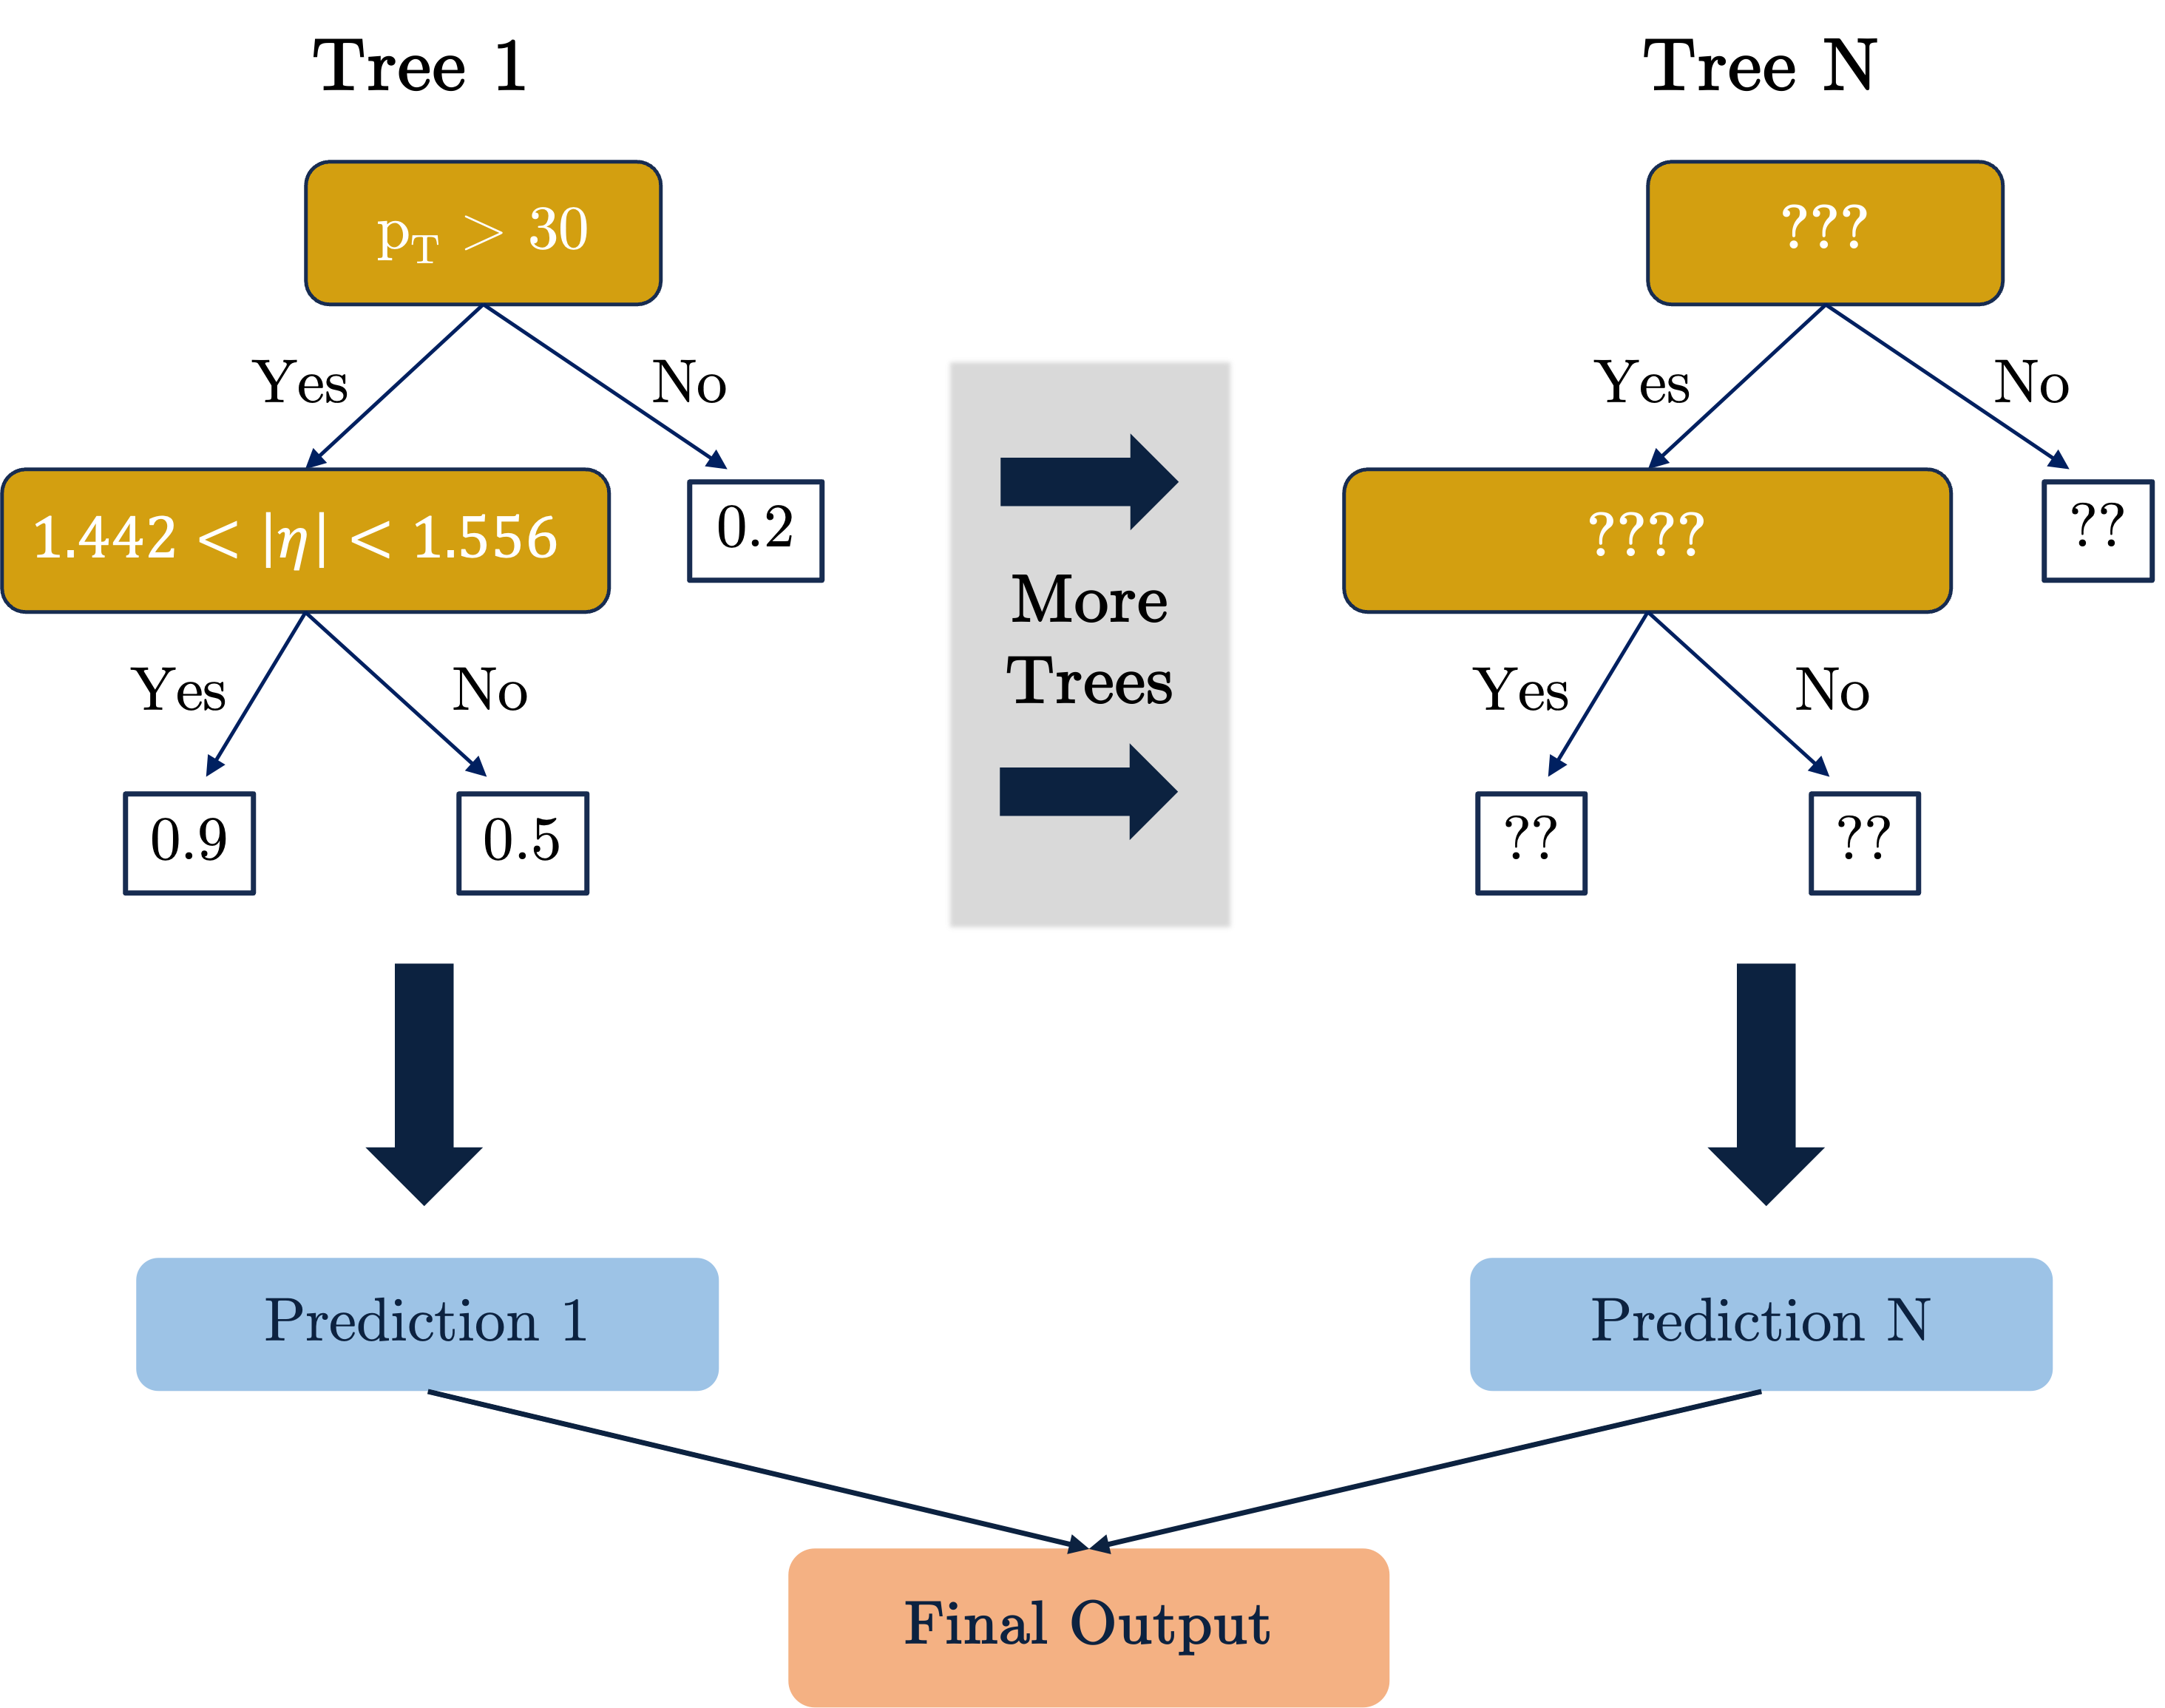 Tree 1
Tree N
p_T > 30
???
Yes
No
Yes
No
1.442 < |η| < 1.556
0.2
More
Trees
????
??
Yes
No
Yes
No
0.9
0.5
??
??
Prediction 1
Prediction N
Final Output